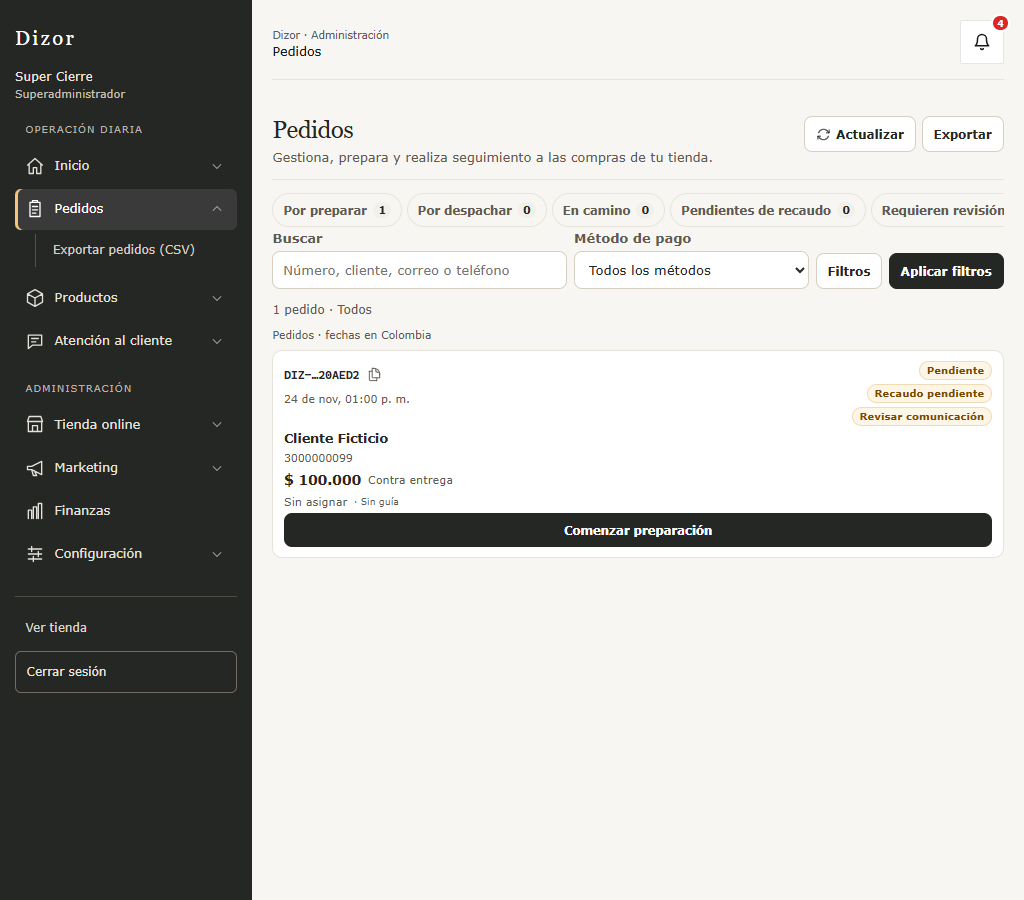 Dizor
Super Cierre
Superadministrador
OPERACIÓN DIARIA
Inicio
Pedidos
Exportar pedidos (CSV)
Productos
Atención al cliente
ADMINISTRACIÓN
Tienda online
Marketing
Finanzas
Configuración
Ver tienda
Cerrar sesión
Dizor · Administración
Pedidos
4
Pedidos
Gestiona, prepara y realiza seguimiento a las compras de tu tienda.
Actualizar
Exportar
Por preparar 1
Por despachar 0
En camino 0
Pendientes de recaudo 0
Requieren revisión
Buscar
Número, cliente, correo o teléfono
Método de pago
Todos los métodos
Filtros
Aplicar filtros
1 pedido · Todos
Pedidos · fechas en Colombia
DIZ-…20AED2
24 de nov, 01:00 p. m.
Pendiente
Recaudo pendiente
Revisar comunicación
Cliente Ficticio
3000000099
$ 100.000 Contra entrega
Sin asignar · Sin guía
Comenzar preparación